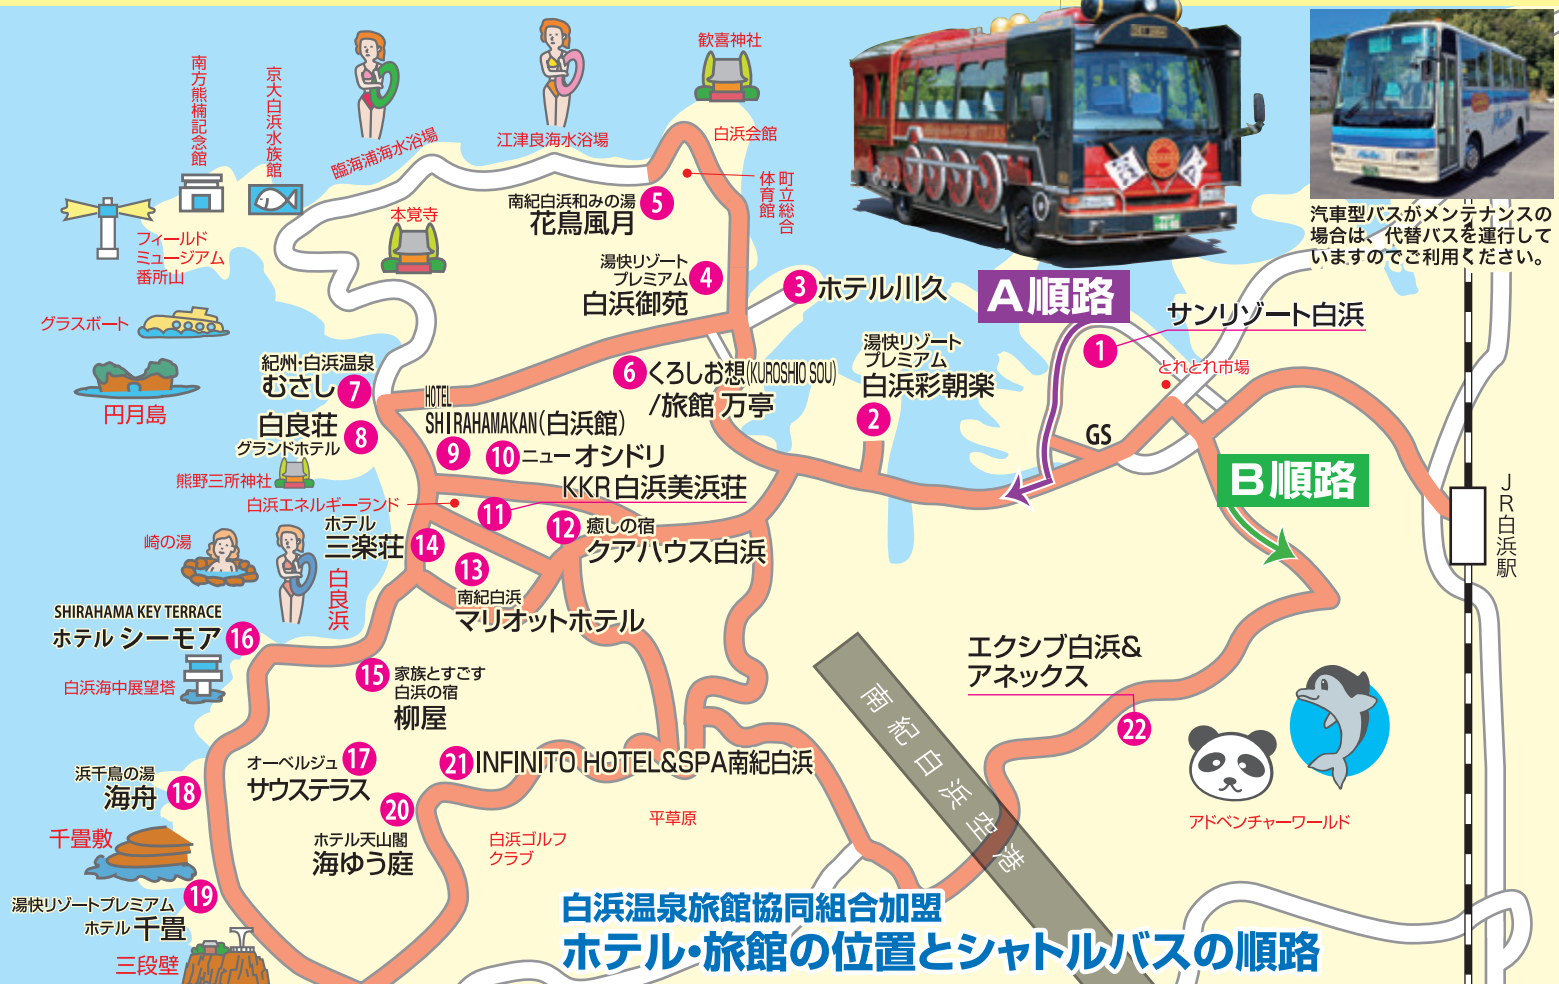 南方熊楠記念館
京大白浜水族館
臨海浦海水浴場
江津良海水浴場
歓喜神社
白浜会館
町立総合
体育館
汽車型バスがメンテナンスの
場合は、代替バスを運行して
いますのでご利用ください。
フィールド
ミュージアム
番所山
本覚寺
南紀白浜和みの湯
花鳥風月
5
湯快リゾート
プレミアム
白浜御苑
4
3
ホテル川久
A順路
サンリゾート白浜
1
とれとれ市場
グラスボート
円月島
紀州・白浜温泉
むさし
7
白良荘
グランドホテル
8
6
くろしお想(KUROSHIO SOU)
/旅館 万亭
湯快リゾート
プレミアム
白浜彩朝楽
2
HOTEL
SHIRAHAMAKAN(白浜館)
9
10
ニューオシドリ
KKR白浜美浜荘
11
GS
B順路
JR白浜駅
熊野三所神社
白浜エネルギーランド
ホテル
三楽荘
14
12
癒しの宿
クアハウス白浜
13
南紀白浜
マリオットホテル
崎の湯
白良浜
SHIRAHAMA KEY TERRACE
ホテル シーモア
16
白浜海中展望塔
15
家族とすごす
白浜の宿
柳屋
エクシブ白浜&
アネックス
22
南紀白浜空港
オーベルジュ
サウステラス
17
21
INFINITO HOTEL&SPA南紀白浜
浜千鳥の湯
海舟
18
20
ホテル天山閣
海ゆう庭
白浜ゴルフ
クラブ
平草原
アドベンチャーワールド
千畳敷
19
湯快リゾートプレミアム
ホテル 千畳
三段壁
白浜温泉旅館協同組合加盟
ホテル・旅館の位置とシャトルバスの順路